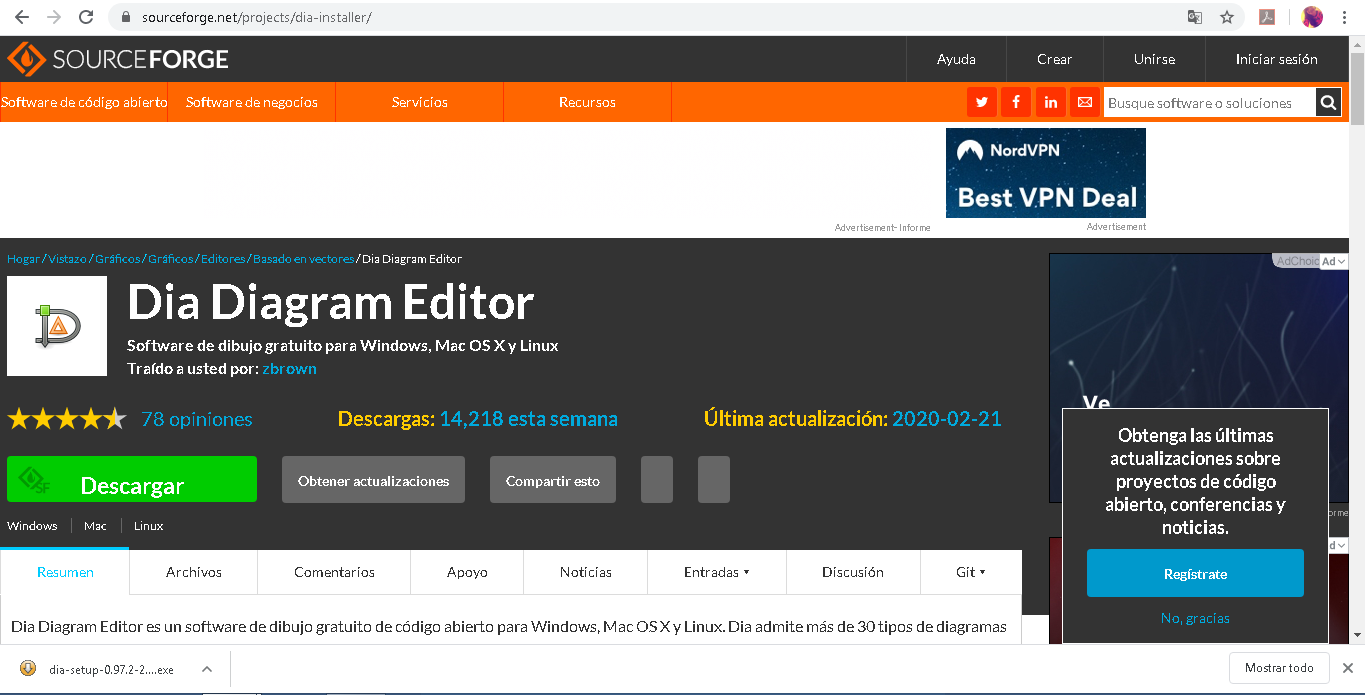 sourceforge.net/projects/dia-installer/
SOURCEFORGE
Ayuda
Crear
Unirse
Iniciar sesión
Software de código abierto
Software de negocios
Servicios
Recursos
Busque software o soluciones
NordVPN
Best VPN Deal
Advertisement- Informe
Advertisement
Hogar / Vistazo / Gráficos / Gráficos / Editores / Basado en vectores / Dia Diagram Editor
AdChoic
Ad
Dia Diagram Editor
Software de dibujo gratuito para Windows, Mac OS X y Linux
Traído a usted por: zbrown
Ve
78 opiniones
Descargas: 14,218 esta semana
Última actualización: 2020-02-21
Obtenga las últimas
actualizaciones sobre
proyectos de código
abierto, conferencias y
noticias.
Descargar
SF
Obtener actualizaciones
Compartir esto
Windows
Mac
Linux
Resumen
Archivos
Comentarios
Apoyo
Noticias
Entradas
Discusión
Git
Regístrate
No, gracias
Dia Diagram Editor es un software de dibujo gratuito de código abierto para Windows, Mac OS X y Linux. Dia admite más de 30 tipos de diagramas
dia-setup-0.97.2-2....exe
Mostrar todo